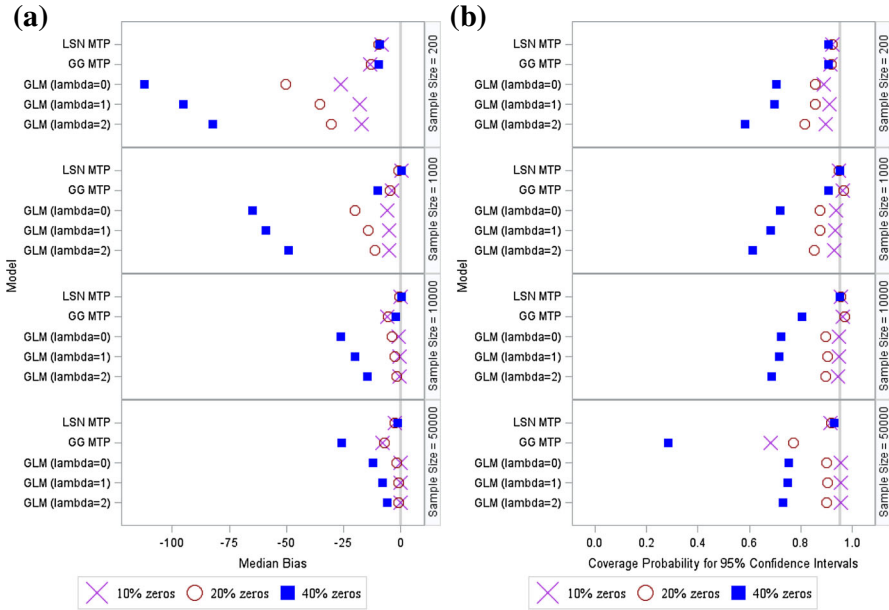 (a)
LSN MTP
GG MTP
GLM (lambda=0)
GLM (lambda=1)
GLM (lambda=2)
Sample Size = 200
LSN MTP
GG MTP
GLM (lambda=0)
GLM (lambda=1)
GLM (lambda=2)
Sample Size = 1000
LSN MTP
GG MTP
GLM (lambda=0)
GLM (lambda=1)
GLM (lambda=2)
Sample Size = 10000
LSN MTP
GG MTP
GLM (lambda=0)
GLM (lambda=1)
GLM (lambda=2)
Sample Size = 50000
Model
-100 -75 -50 -25 0
Median Bias
10% zeros 20% zeros 40% zeros
(b)
LSN MTP
GG MTP
GLM (lambda=0)
GLM (lambda=1)
GLM (lambda=2)
Sample Size = 200
LSN MTP
GG MTP
GLM (lambda=0)
GLM (lambda=1)
GLM (lambda=2)
Sample Size = 1000
LSN MTP
GG MTP
GLM (lambda=0)
GLM (lambda=1)
GLM (lambda=2)
Sample Size = 10000
LSN MTP
GG MTP
GLM (lambda=0)
GLM (lambda=1)
GLM (lambda=2)
Sample Size = 50000
Model
0.0 0.2 0.4 0.6 0.8 1.0
Coverage Probability for 95% Confidence Intervals
10% zeros 20% zeros 40% zeros